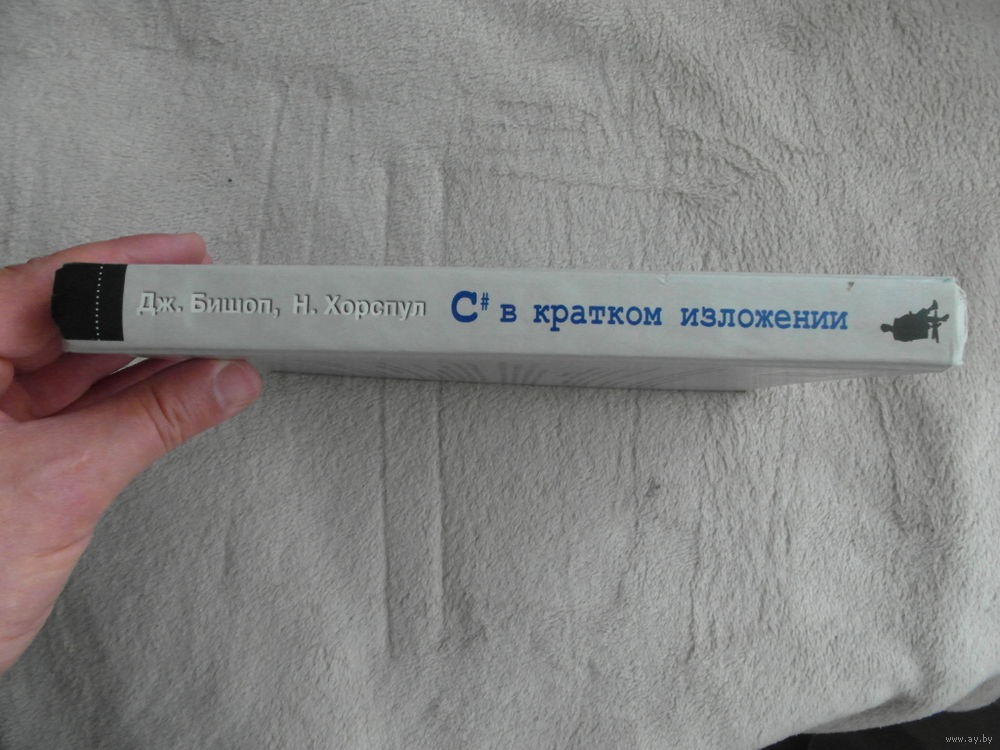 Дж. Бишоп, Н. Хорспул C# в кратком изложении
www.ay.by